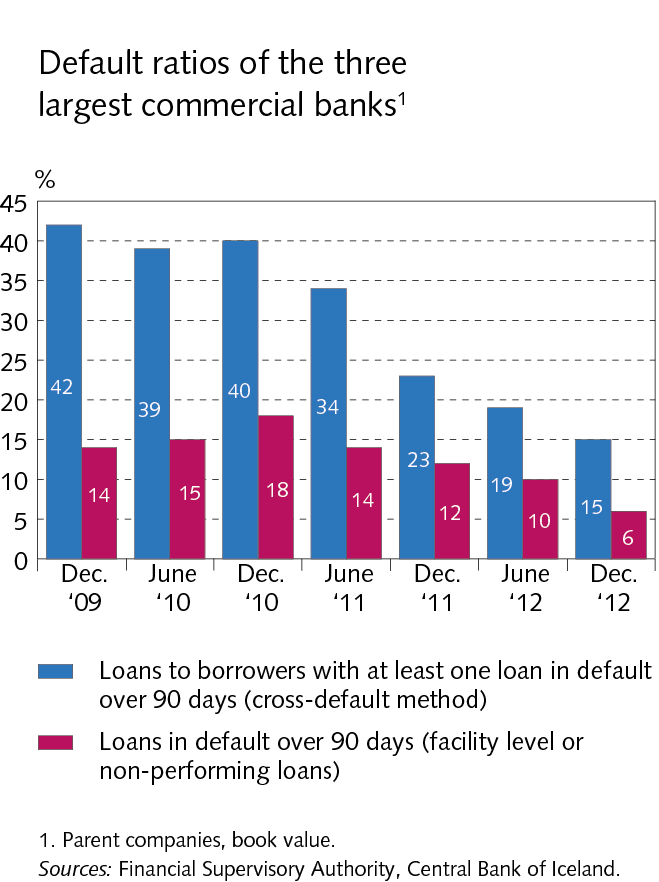 Default ratios of the three
largest commercial banks¹
%
45
40
35
30
25
20
15
10
5
0
42 14
39 15
40 18
34 14
23 12
19 10
15 6
Dec. June Dec. June Dec. June Dec.
‘09 ‘10 ‘10 ‘11 ‘11 ‘12 ‘12
Loans to borrowers with at least one loan in default
over 90 days (cross-default method)
Loans in default over 90 days (facility level or
non-performing loans)
1. Parent companies, book value.
Sources: Financial Supervisory Authority, Central Bank of Iceland.